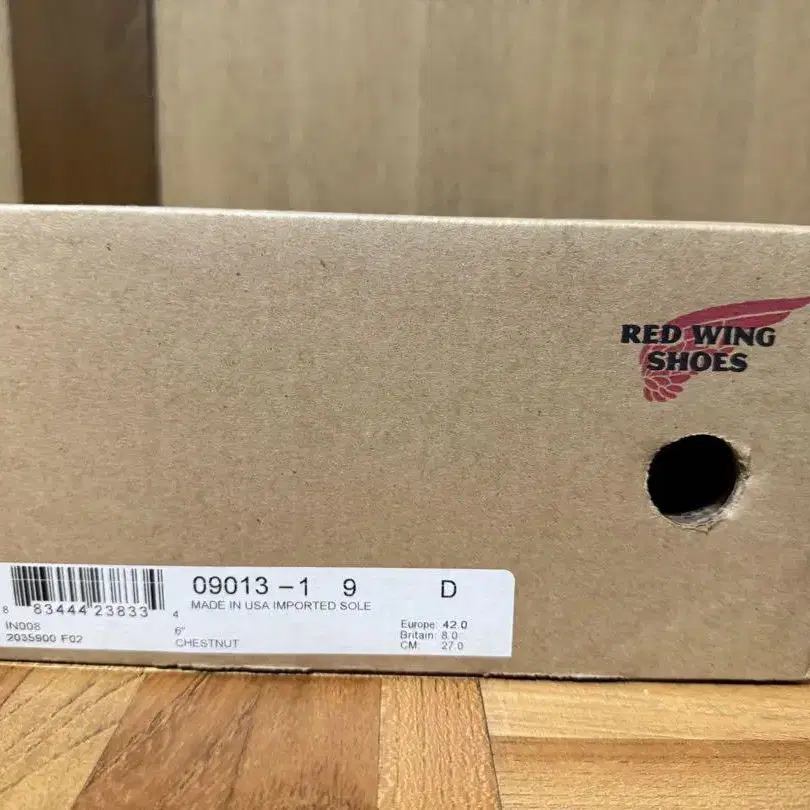 RED WING
SHOES
09013-1 9 D
MADE IN USA IMPORTED SOLE
8 83444 23833 4
IN008
2035900 F02
6"
CHESTNUT
Europe: 42.0
Britain: 8.0
CM: 27.0